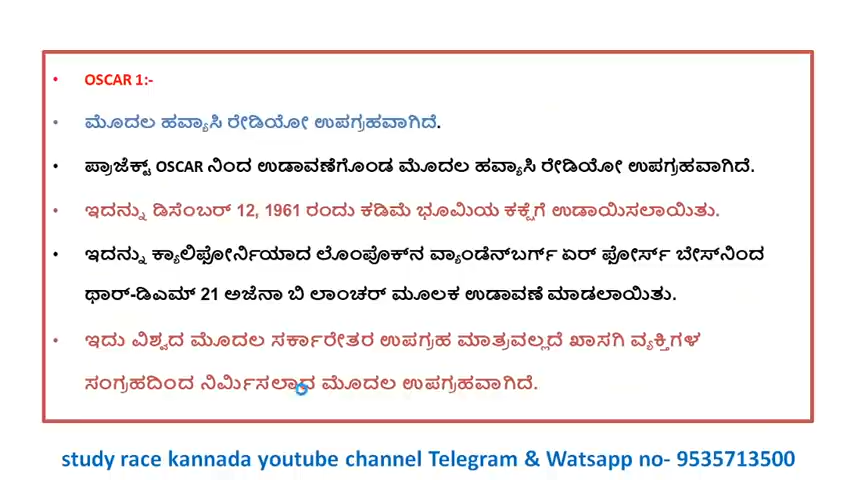 • OSCAR 1:-
• ಮೊದಲ ಹವ್ಯಾಸಿ ರೇಡಿಯೋ ಉಪಗ್ರಹವಾಗಿದೆ.
• ಪ್ರಾಜೆಕ್ಟ್ OSCAR ನಿಂದ ಉಡಾವಣೆಗೊಂಡ ಮೊದಲ ಹವ್ಯಾಸಿ ರೇಡಿಯೋ ಉಪಗ್ರಹವಾಗಿದೆ.
• ಇದನ್ನು ಡಿಸೆಂಬರ್ 12, 1961 ರಂದು ಕಡಿಮೆ ಭೂಮಿಯ ಕಕ್ಷೆಗೆ ಉಡಾಯಿಸಲಾಯಿತು.
• ಇದನ್ನು ಕ್ಯಾಲಿಫೋರ್ನಿಯಾದ ಲೊಂಪೊಕ್‌ನ ವ್ಯಾಂಡೆನ್‌ಬರ್ಗ್ ಏರ್ ಫೋರ್ಸ್ ಬೇಸ್‌ನಿಂದ
ಥಾರ್-ಡಿಎಮ್ 21 ಅಜೆನಾ ಬಿ ಲಾಂಚರ್ ಮೂಲಕ ಉಡಾವಣೆ ಮಾಡಲಾಯಿತು.
• ಇದು ವಿಶ್ವದ ಮೊದಲ ಸರ್ಕಾರೇತರ ಉಪಗ್ರಹ ಮಾತ್ರವಲ್ಲದೆ ಖಾಸಗಿ ವ್ಯಕ್ತಿಗಳ
ಸಂಗ್ರಹದಿಂದ ನಿರ್ಮಿಸಲಾದ ಮೊದಲ ಉಪಗ್ರಹವಾಗಿದೆ.
study race kannada youtube channel Telegram & Watsapp no- 9535713500